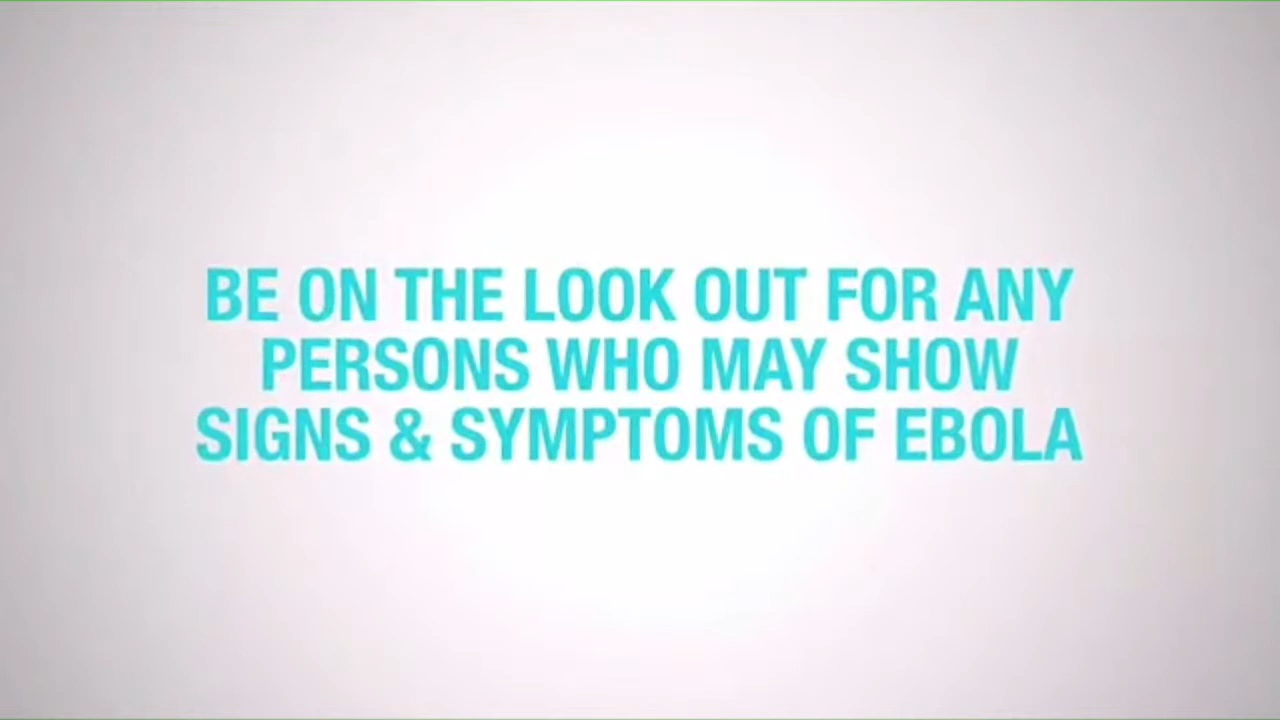 BE ON THE LOOK OUT FOR ANY
PERSONS WHO MAY SHOW
SIGNS & SYMPTOMS OF EBOLA